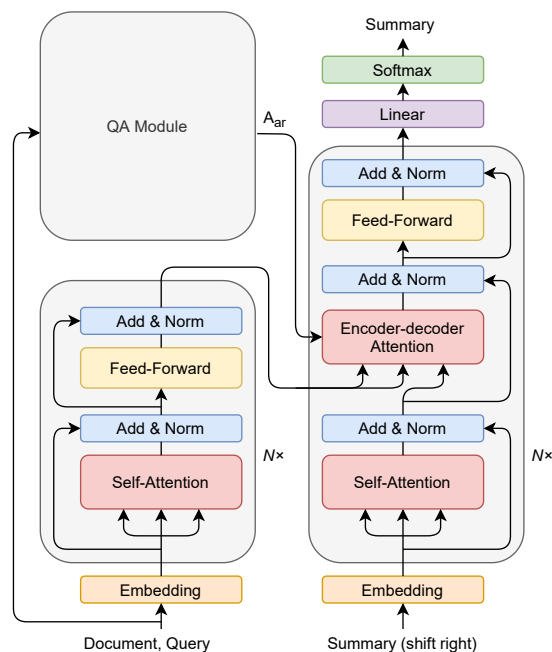 Summary
Softmax
Linear
QA Module
A_ar
Add & Norm
Feed-Forward
Add & Norm
Encoder-decoder
Attention
Add & Norm
Self-Attention
N×
Embedding
Summary (shift right)
Add & Norm
Feed-Forward
Add & Norm
Self-Attention
N×
Embedding
Document, Query